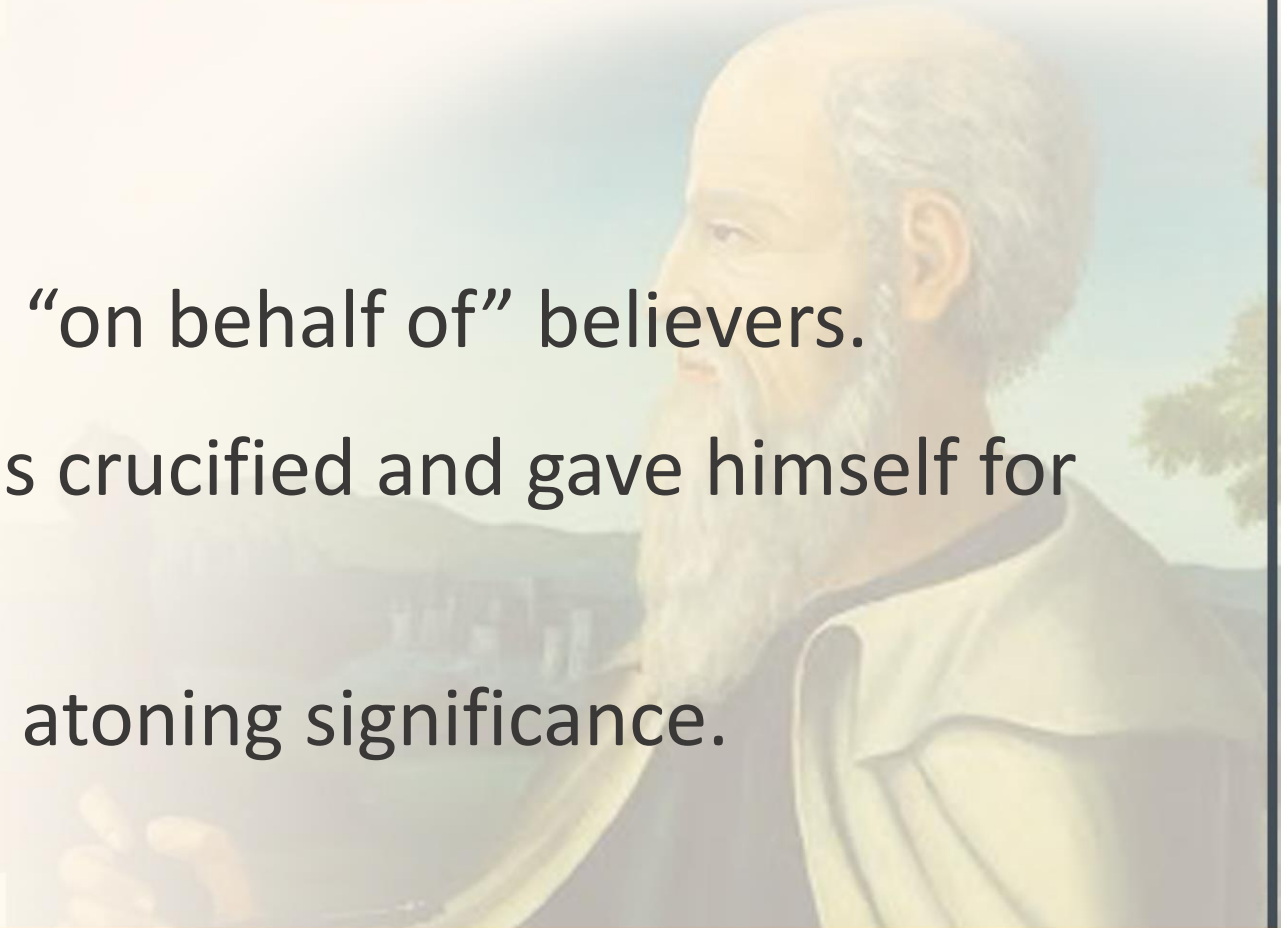 “on behalf of” believers.
s crucified and gave himself for
atoning significance.